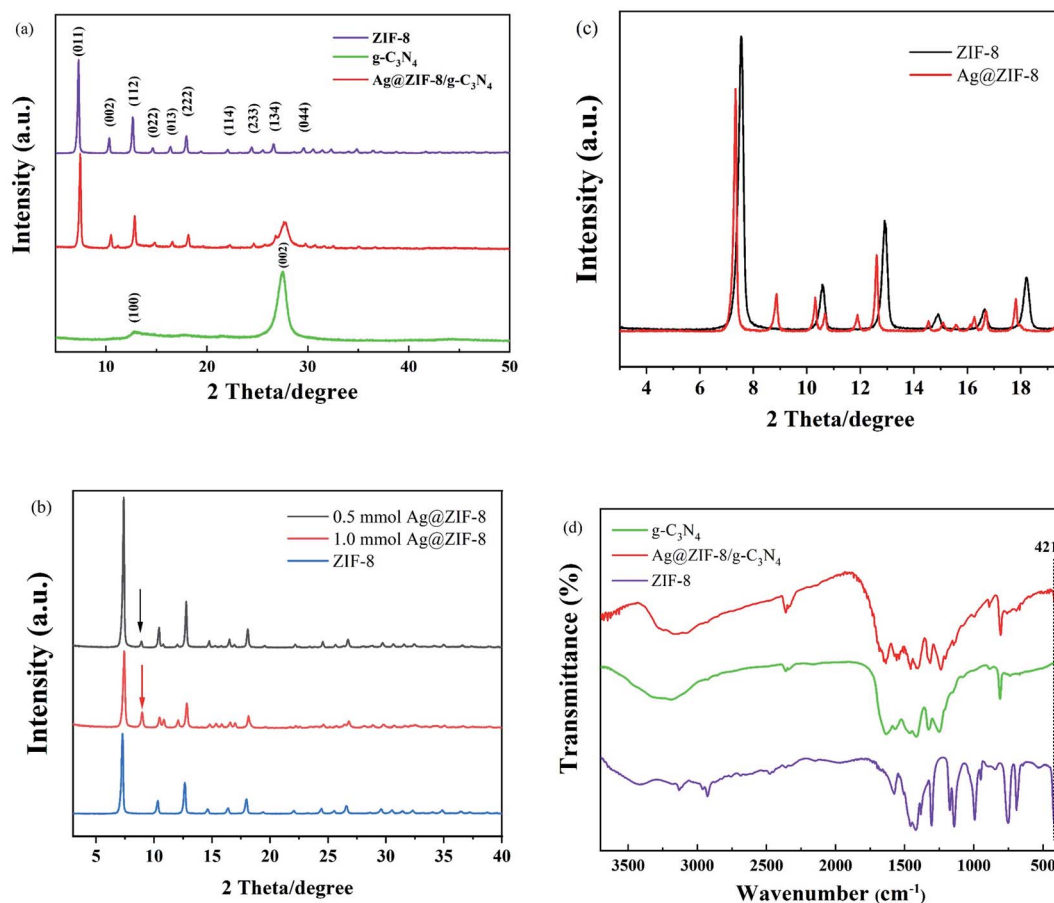 (a)
ZIF-8
g-C₃N₄
Ag@ZIF-8/g-C₃N₄
(011)
(002)
(112)
(022)
(013)
(222)
(114)
(233)
(134)
(044)
(100)
(002)
Intensity (a.u.)
10 20 30 40 50
2 Theta/degree
(c)
ZIF-8
Ag@ZIF-8
Intensity (a.u.)
4 6 8 10 12 14 16 18
2 Theta/degree
(b)
0.5 mmol Ag@ZIF-8
1.0 mmol Ag@ZIF-8
ZIF-8
Intensity (a.u.)
5 10 15 20 25 30 35 40
2 Theta/degree
(d)
g-C₃N₄
Ag@ZIF-8/g-C₃N₄
ZIF-8
421
Transmittance (%)
3500 3000 2500 2000 1500 1000 500
Wavenumber (cm⁻¹)